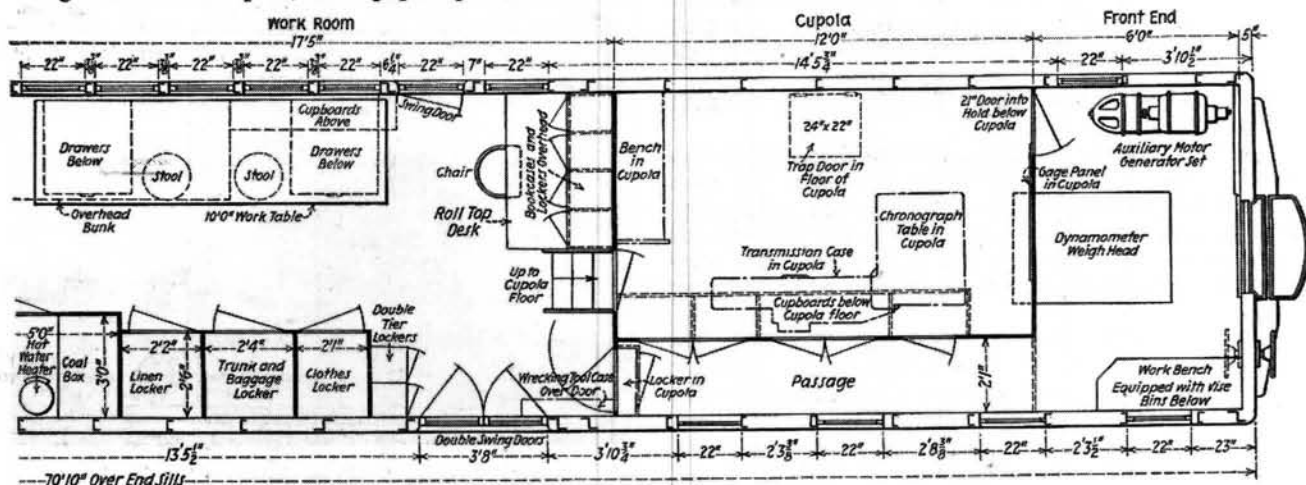 Work Room
Cupola
Front End
17'5"
12'0"
6'0"
5"
22"
22"
22"
22"
22"
6¼"
22"
7"
22"
14'5¾"
22"
3'10½"
Swing Door
Cupboards
Above
Drawers
Below
Stool
Stool
Drawers
Below
Overhead
Bunk
10'0" Work Table
Chair
Roll Top
Desk
Bookcases and
Lockers Overhead
Bench
in
Cupola
24"x 22"
Trap Door in
Floor of
Cupola
21" Door into
Hold below
Cupola
Auxiliary Motor
Generator Set
Gage Panel
in Cupola
Chronograph
Table in
Cupola
Dynamometer
Weigh Head
Transmission Case
in Cupola
Up to
Cupola
Floor
Cupboards below
Cupola floor
Double
Tier
Lockers
5'0"
Hot
Water
Heater
Coal
Box
3'0"
2'2"
Linen
Locker
2'6"
2'4"
Trunk and
Baggage
Locker
2'1"
Clothes
Locker
Wrecking Tool Case
Over Door
Locker in
Cupola
Passage
2'1"
Work Bench
Equipped with Vise
Bins Below
Double Swing Doors
13'5½"
3'8"
3'10¾"
22"
2'3⅜"
22"
2'8⅜"
22"
2'3½"
22"
23"
70'10" Over End Sills